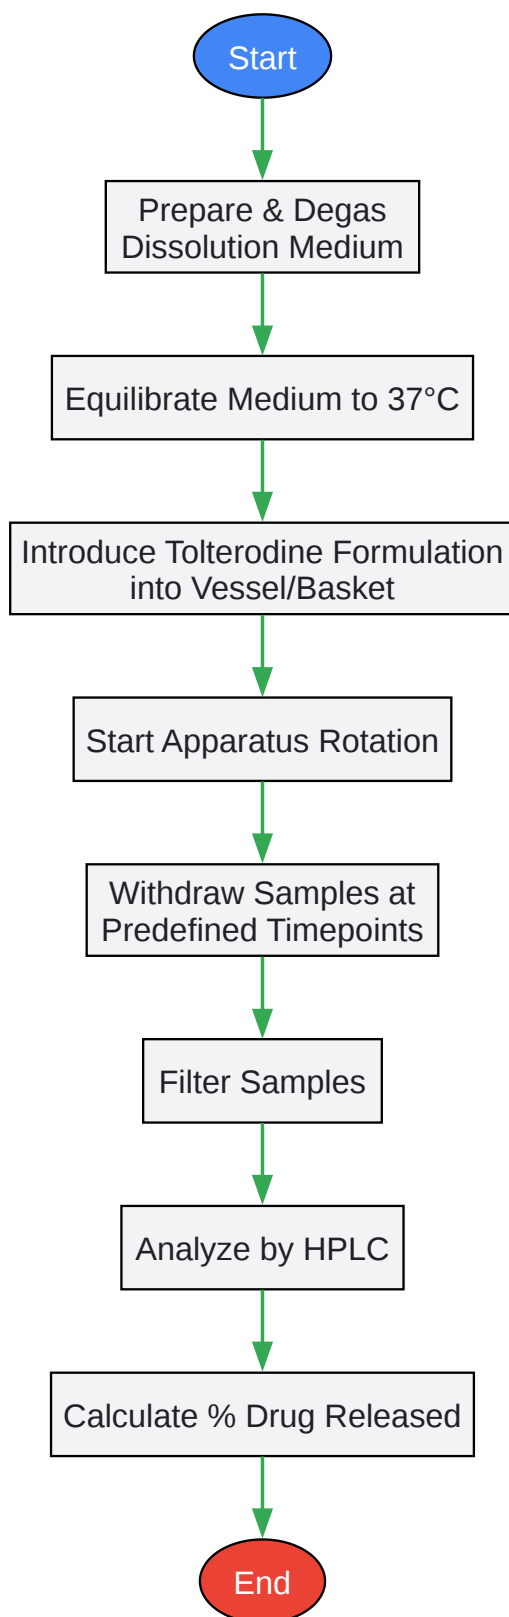 Start
Prepare & Degas
Dissolution Medium
Equilibrate Medium to 37°C
Introduce Tolterodine Formulation
into Vessel/Basket
Start Apparatus Rotation
Withdraw Samples at
Predefined Timepoints
Filter Samples
Analyze by HPLC
Calculate % Drug Released
End